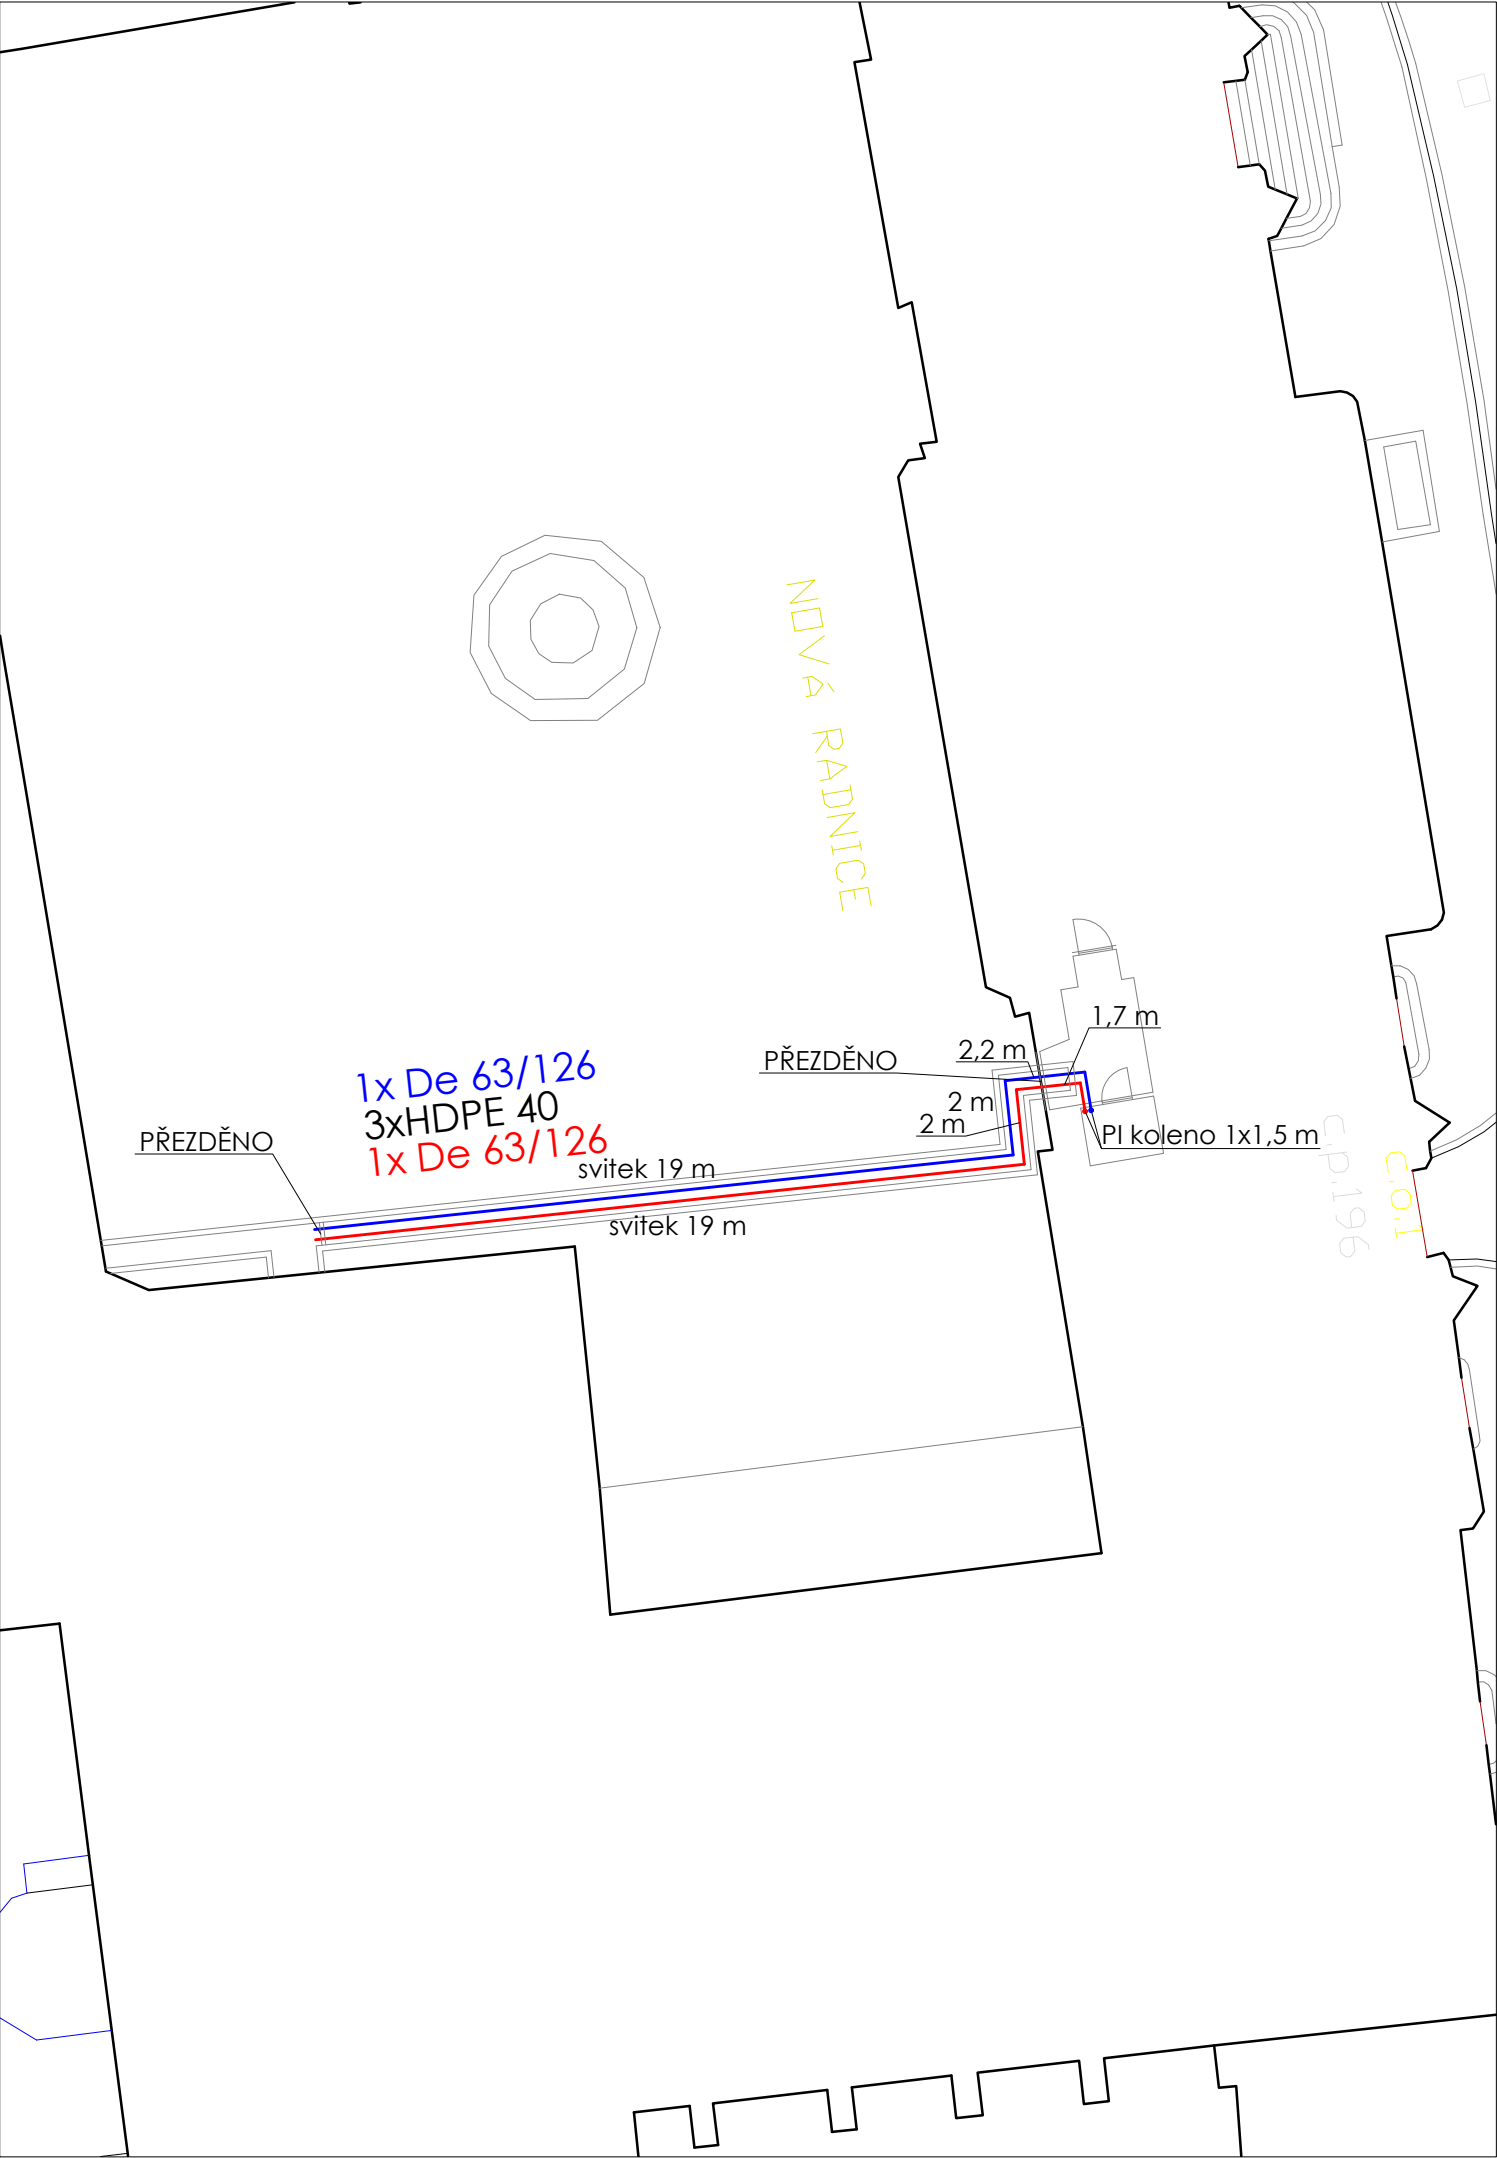 NOVÁ RADNICE
1,7 m
2,2 m
PŘEZDĚNO
1x De 63/126
3xHDPE 40
1x De 63/126
2 m
2 m
PŘEZDĚNO
Pl koleno 1x1,5 m
svitek 19 m
svitek 19 m
č.p.196
č.o.1